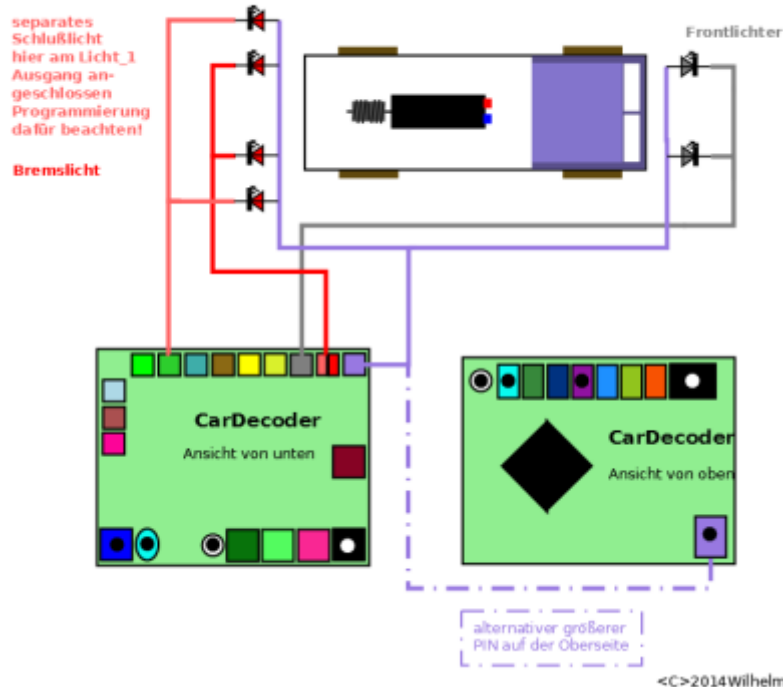 separates
Schlußlicht
hier am Licht_1
Ausgang an-
geschlossen
Programmierung
dafür beachten!
Bremslicht
Frontlichter
CarDecoder
Ansicht von unten
CarDecoder
Ansicht von oben
alternativer größerer
PIN auf der Oberseite
<C>2014Wilhelm